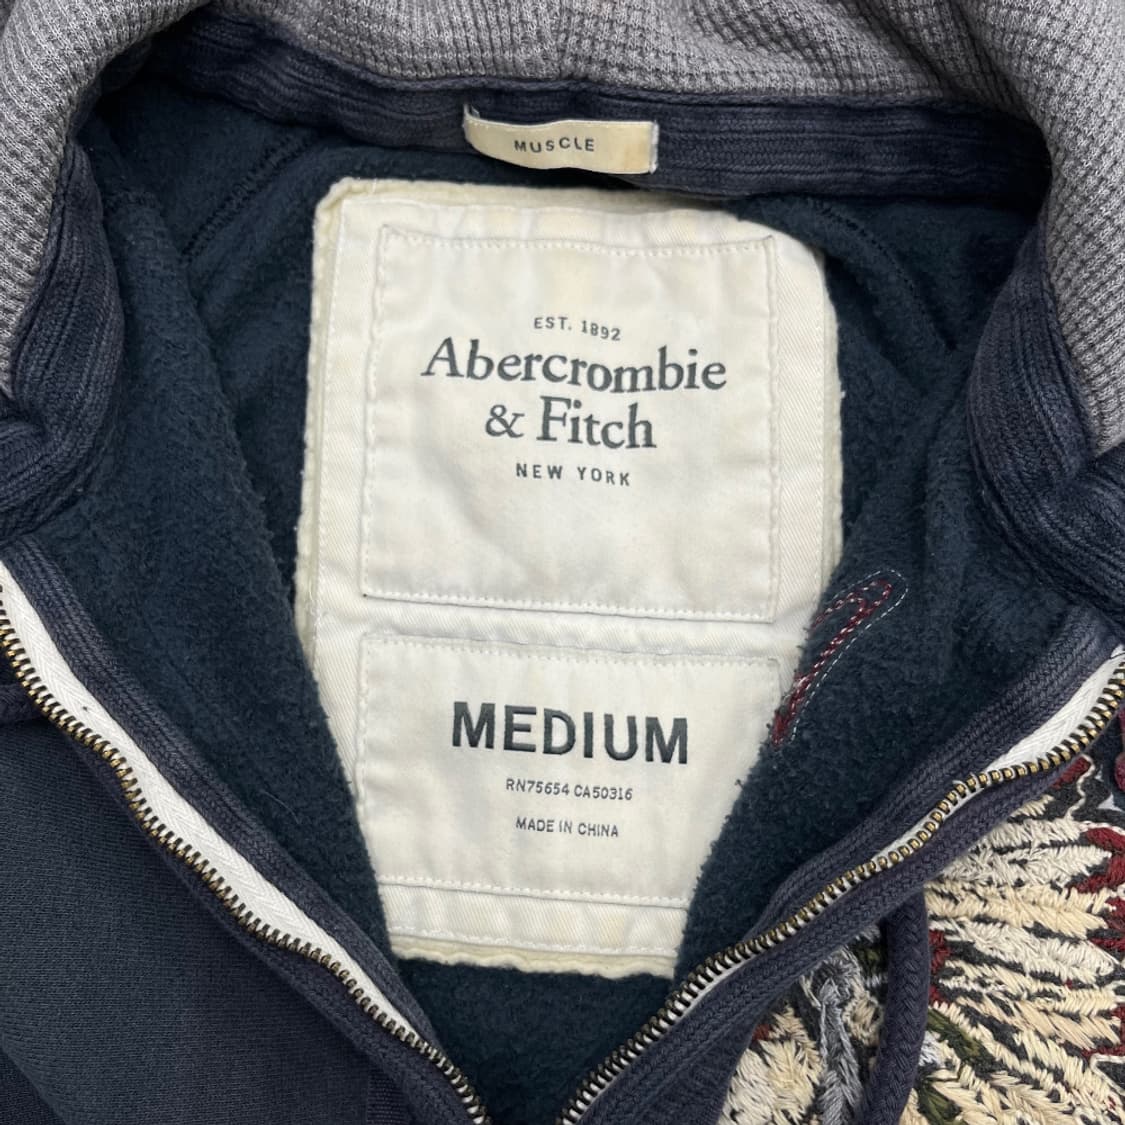 MUSCLE
EST. 1892
Abercrombie
& Fitch
NEW YORK
MEDIUM
RN75654 CA50316
MADE IN CHINA